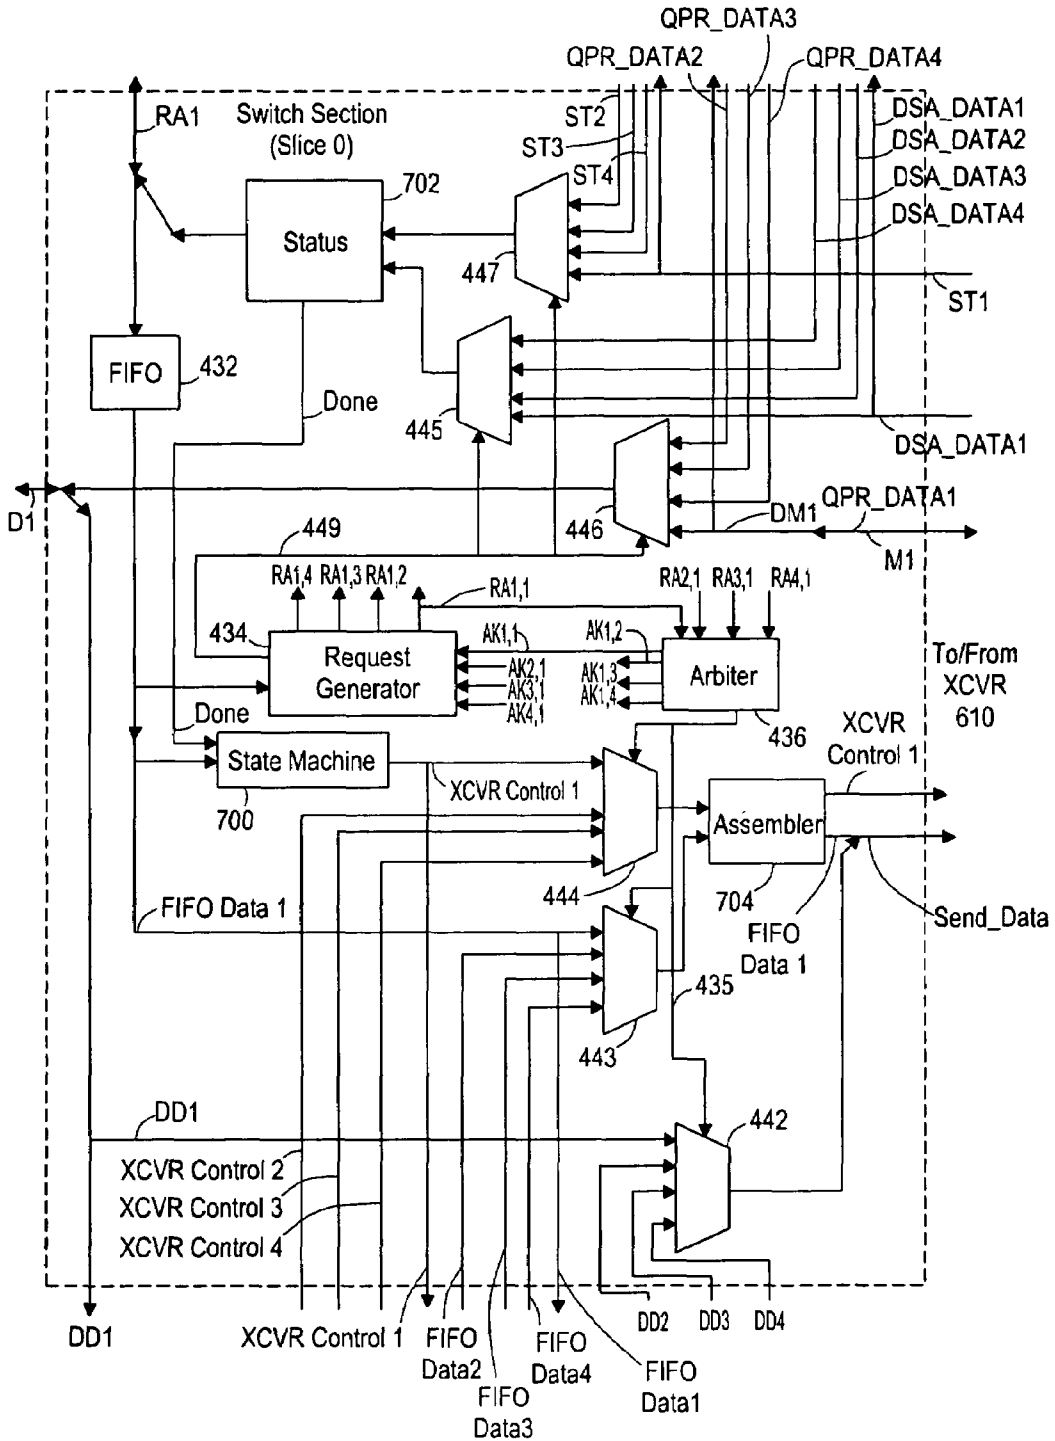 QPR_DATA3
QPR_DATA2
QPR_DATA4
RA1
Switch Section
(Slice 0)
ST2
ST3
ST4
DSA_DATA1
DSA_DATA2
DSA_DATA3
DSA_DATA4
702
Status
447
ST1
FIFO
432
Done
445
DSA_DATA1
D1
446
DM1
QPR_DATA1
M1
449
RA1,4
RA1,3
RA1,2
RA1,1
RA2,1
RA3,1
RA4,1
434
Request
Generator
AK1,1
AK2,1
AK3,1
AK4,1
AK1,2
AK1,3
AK1,4
Arbiter
436
To/From
XCVR
610
Done
State Machine
700
XCVR Control 1
XCVR
Control 1
Assembler
704
444
FIFO Data 1
FIFO
Data 1
Send_Data
435
443
DD1
442
XCVR Control 2
XCVR Control 3
XCVR Control 4
DD1
XCVR Control 1
FIFO
Data2
FIFO
Data3
FIFO
Data4
FIFO
Data1
DD2
DD3
DD4